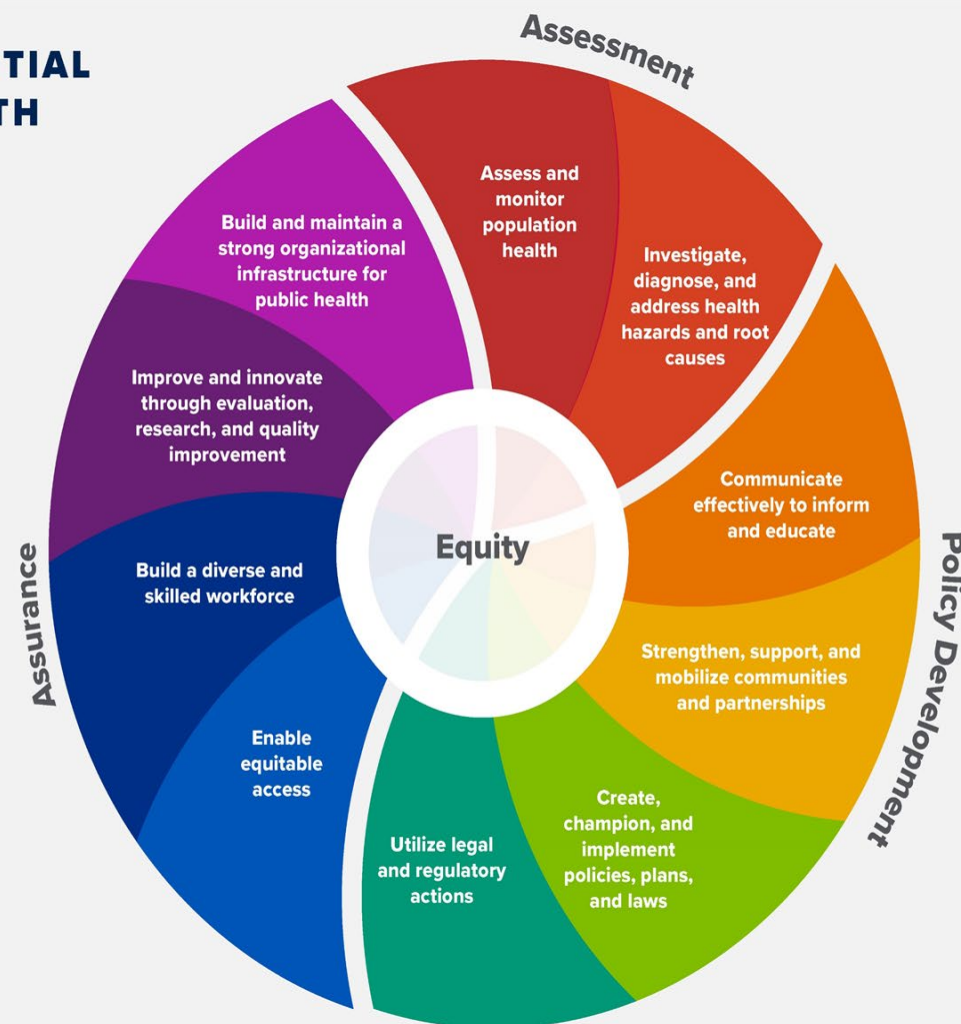 TIAL
TH
Assessment
Assess and
monitor
population
health
Investigate,
diagnose, and
address health
hazards and root
causes
Communicate
effectively to inform
and educate
Strengthen, support, and
mobilize communities
and partnerships
Policy Development
Create,
champion, and
implement
policies, plans,
and laws
Utilize legal
and regulatory
actions
Enable
equitable
access
Build a diverse and
skilled workforce
Assurance
Improve and innovate
through evaluation,
research, and quality
improvement
Build and maintain a
strong organizational
infrastructure for
public health
Equity